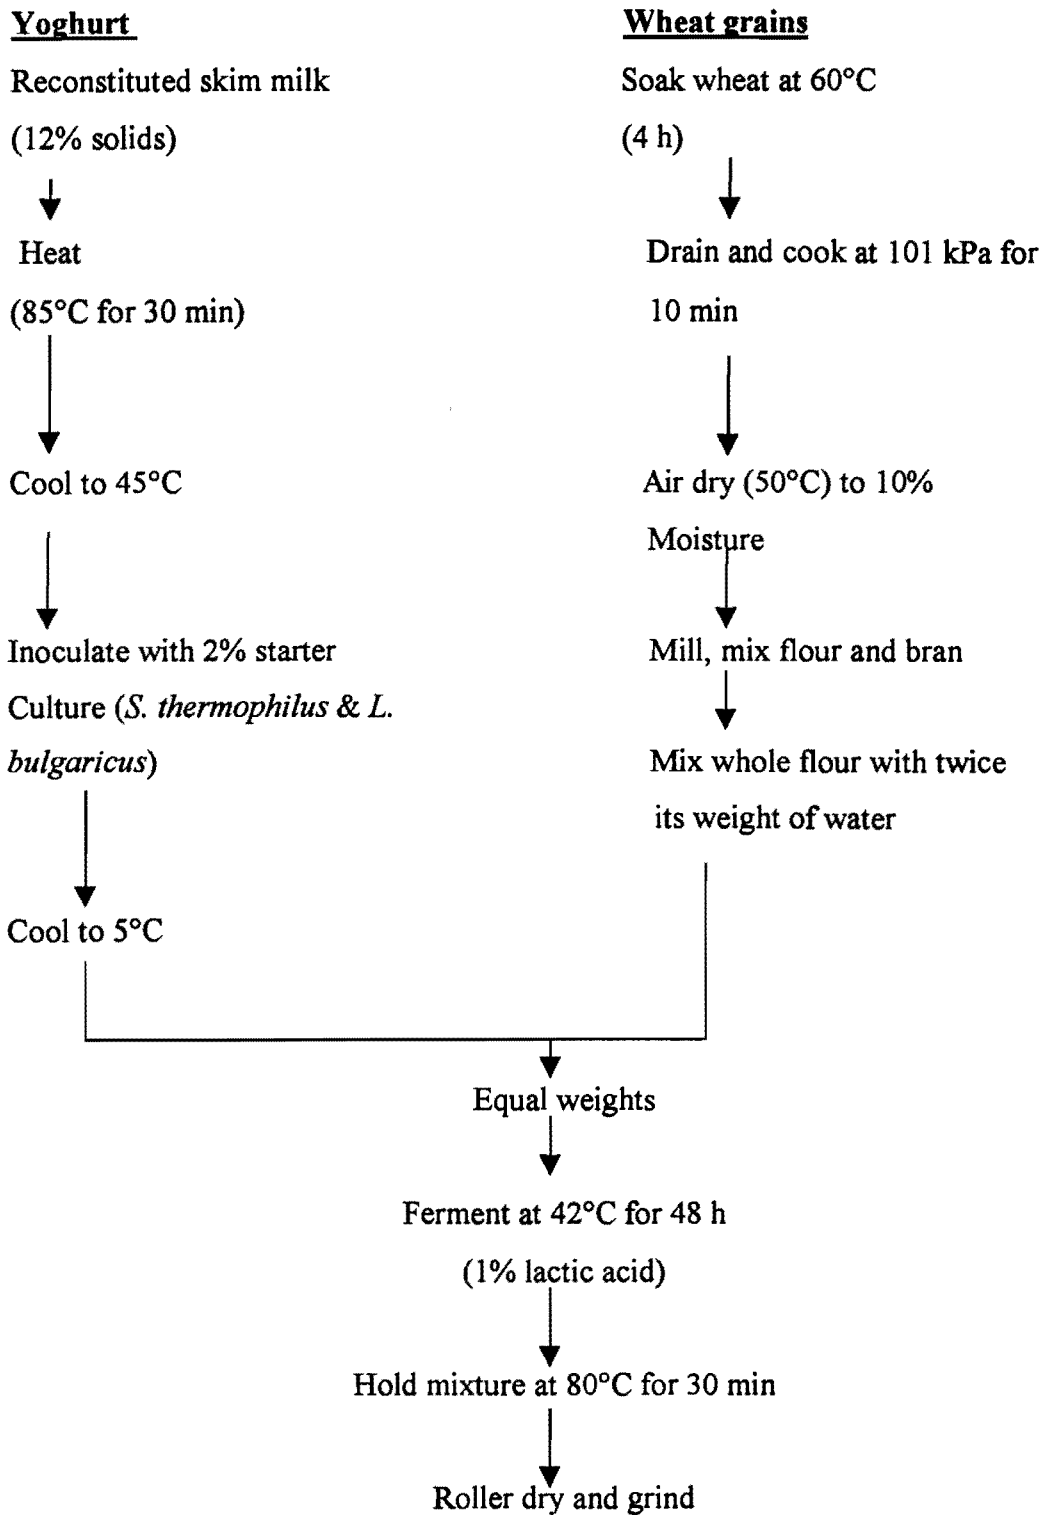 Yoghurt
Reconstituted skim milk
(12% solids)
Heat
(85°C for 30 min)
Cool to 45°C
Inoculate with 2% starter
Culture (S. thermophilus & L.
bulgaricus)
Cool to 5°C
Wheat grains
Soak wheat at 60°C
(4 h)
Drain and cook at 101 kPa for
10 min
Air dry (50°C) to 10%
Moisture
Mill, mix flour and bran
Mix whole flour with twice
its weight of water
Equal weights
Ferment at 42°C for 48 h
(1% lactic acid)
Hold mixture at 80°C for 30 min
Roller dry and grind